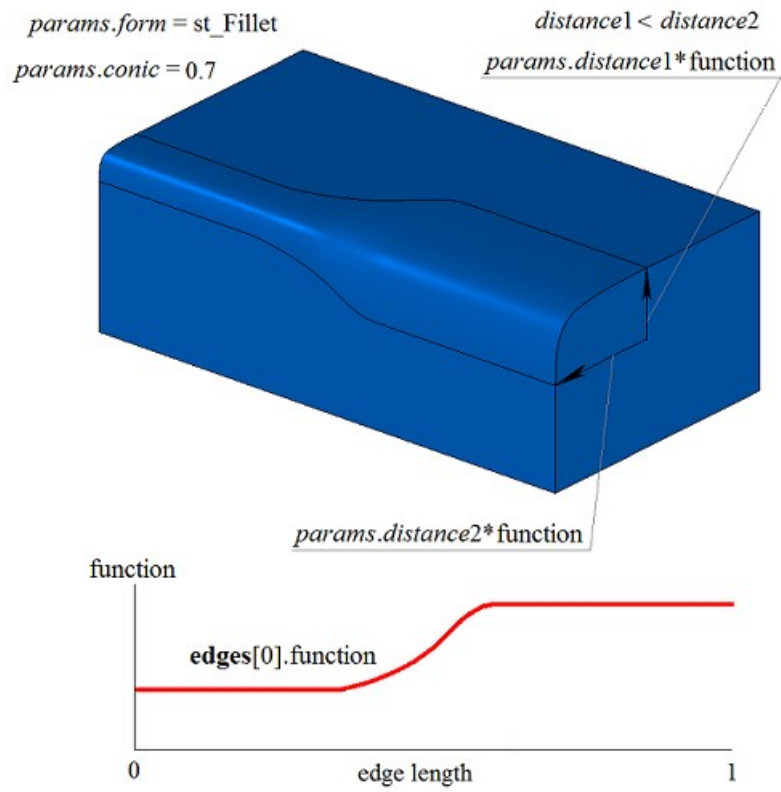 params.form = st_Fillet
distance1 < distance2
params.conic = 0.7
params.distance1*function
params.distance2*function
function
edges[0].function
0
edge length
1